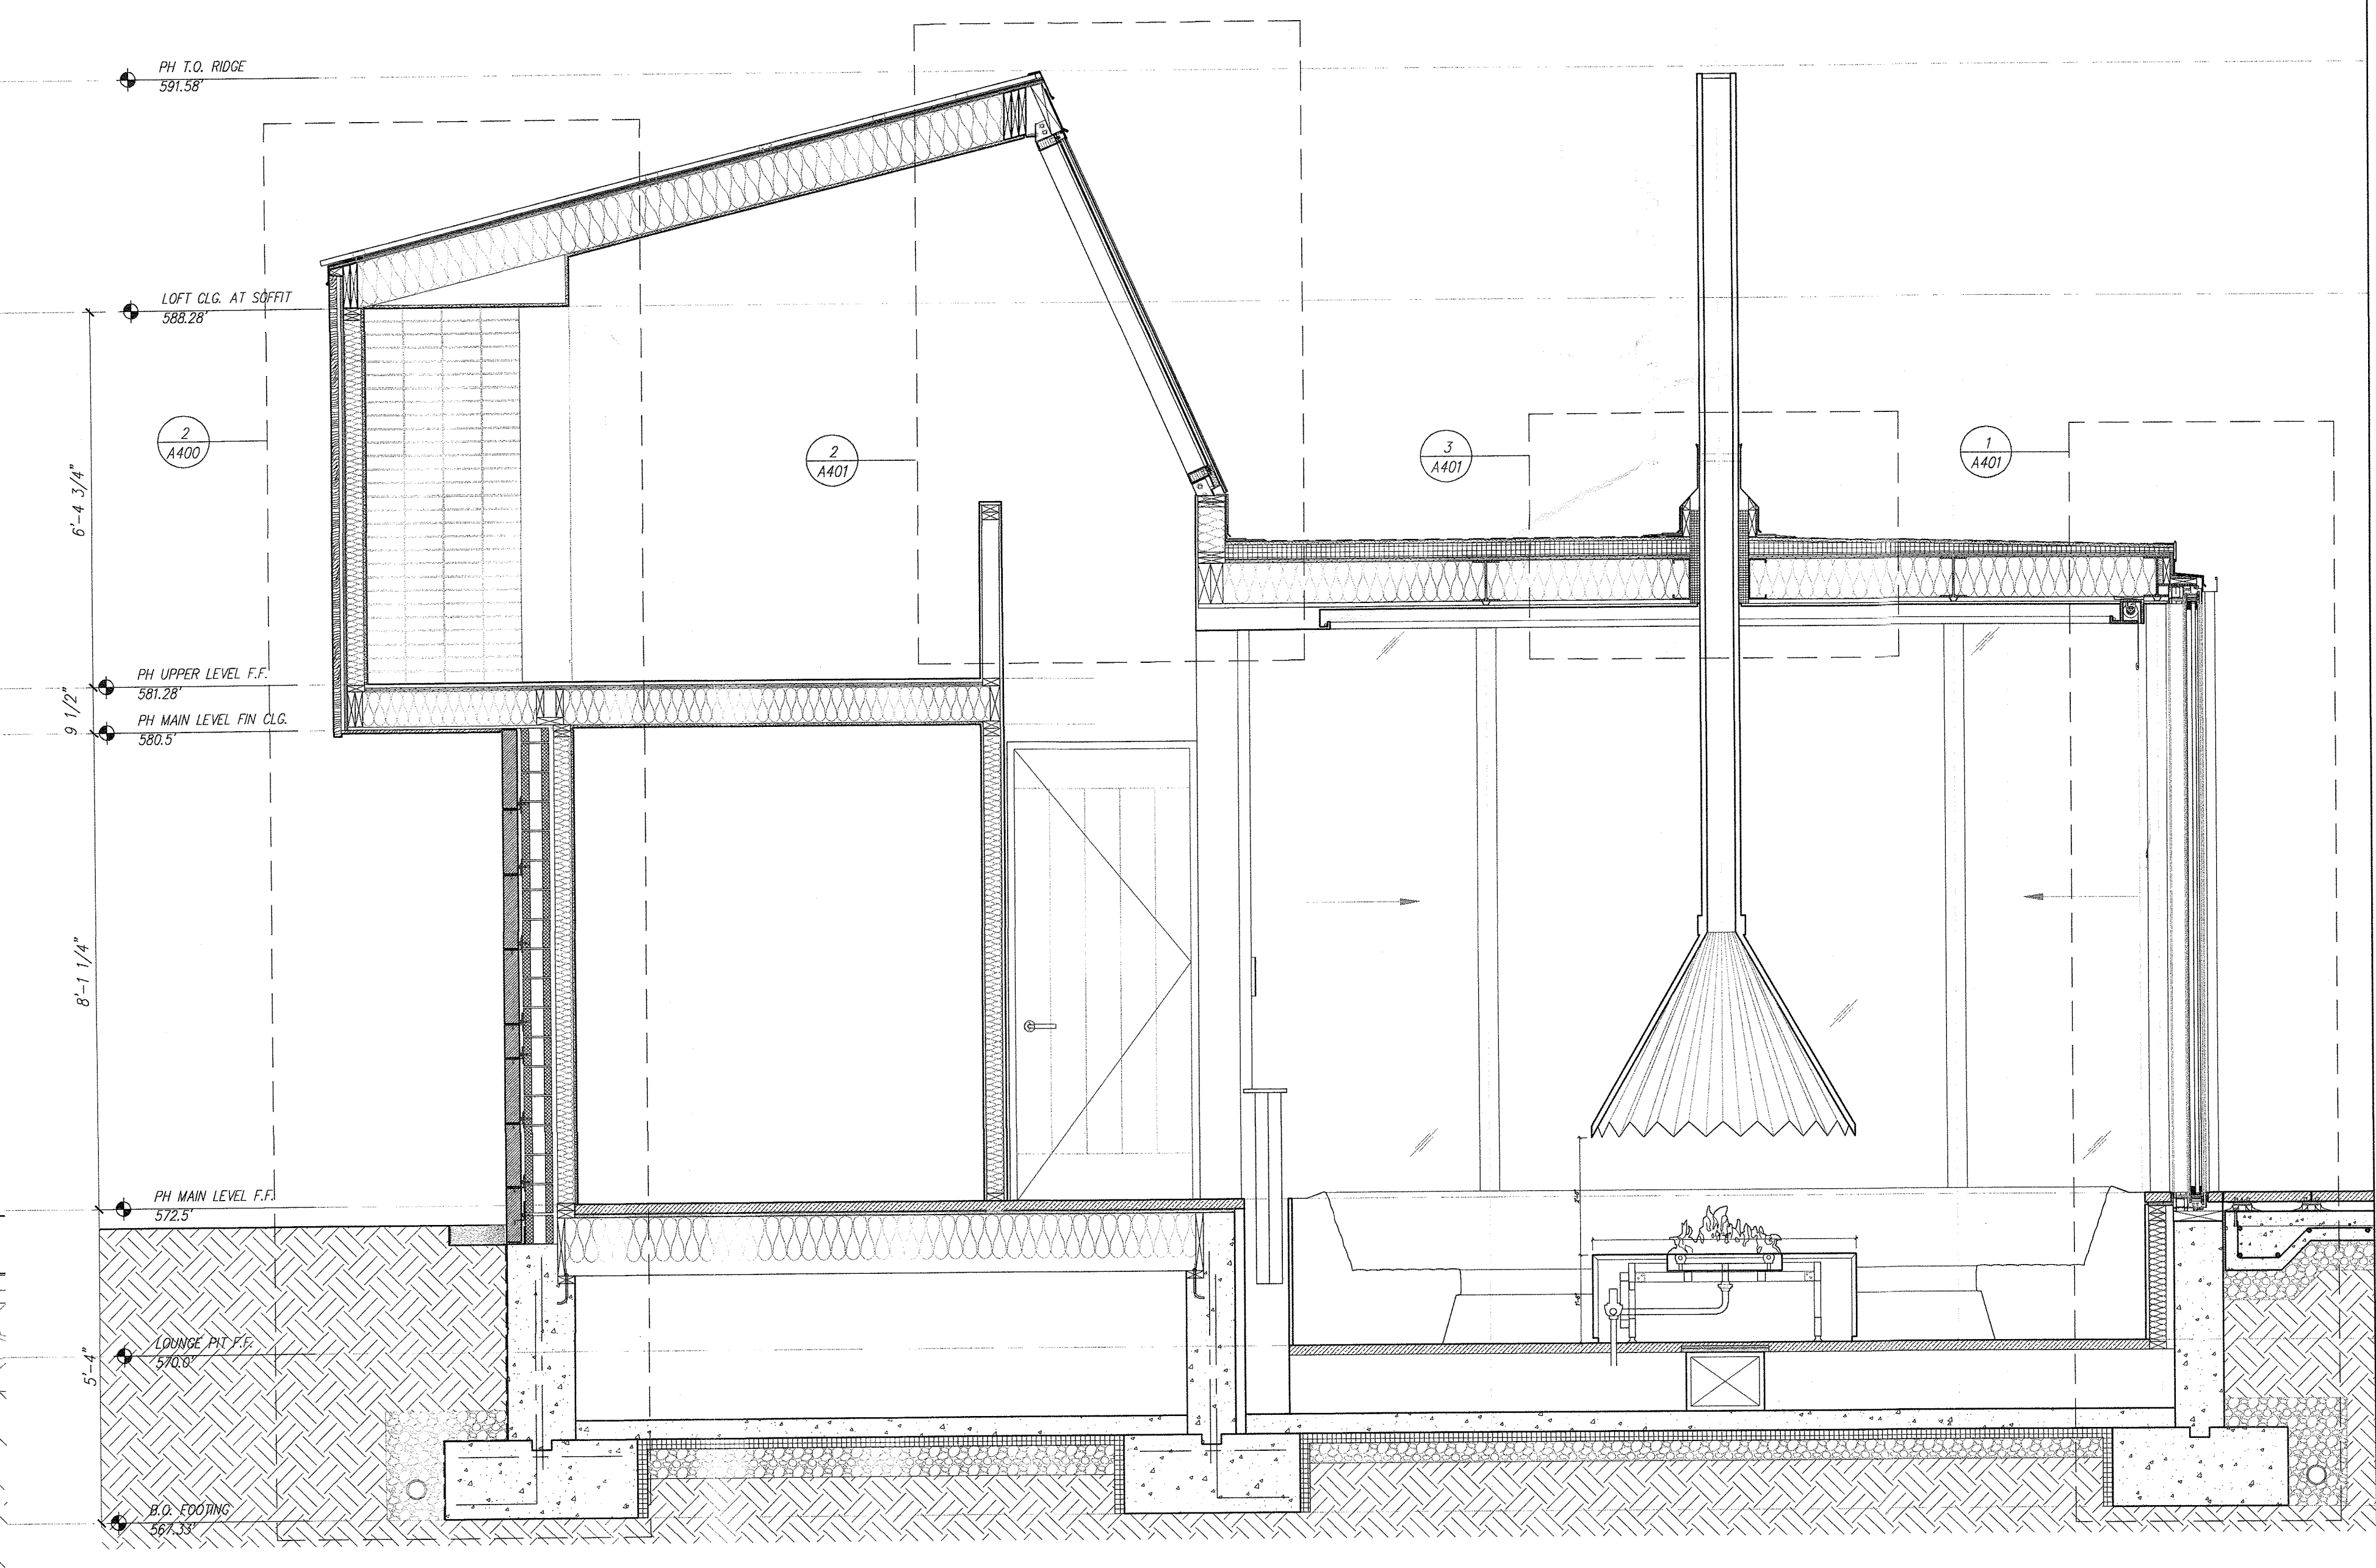 PH T.O. RIDGE
591.58'
LOFT CLG. AT SOFFIT
588.28'
2
A400
2
A401
3
A401
1
A401
6'-4 3/4"
PH UPPER LEVEL F.F.
581.28'
9 1/2"
PH MAIN LEVEL FIN CLG.
580.5'
8'-1 1/4"
PH MAIN LEVEL F.F.
572.5'
LOUNGE PIT F.F.
570.0'
5'-4"
B.O. FOOTING
567.33'